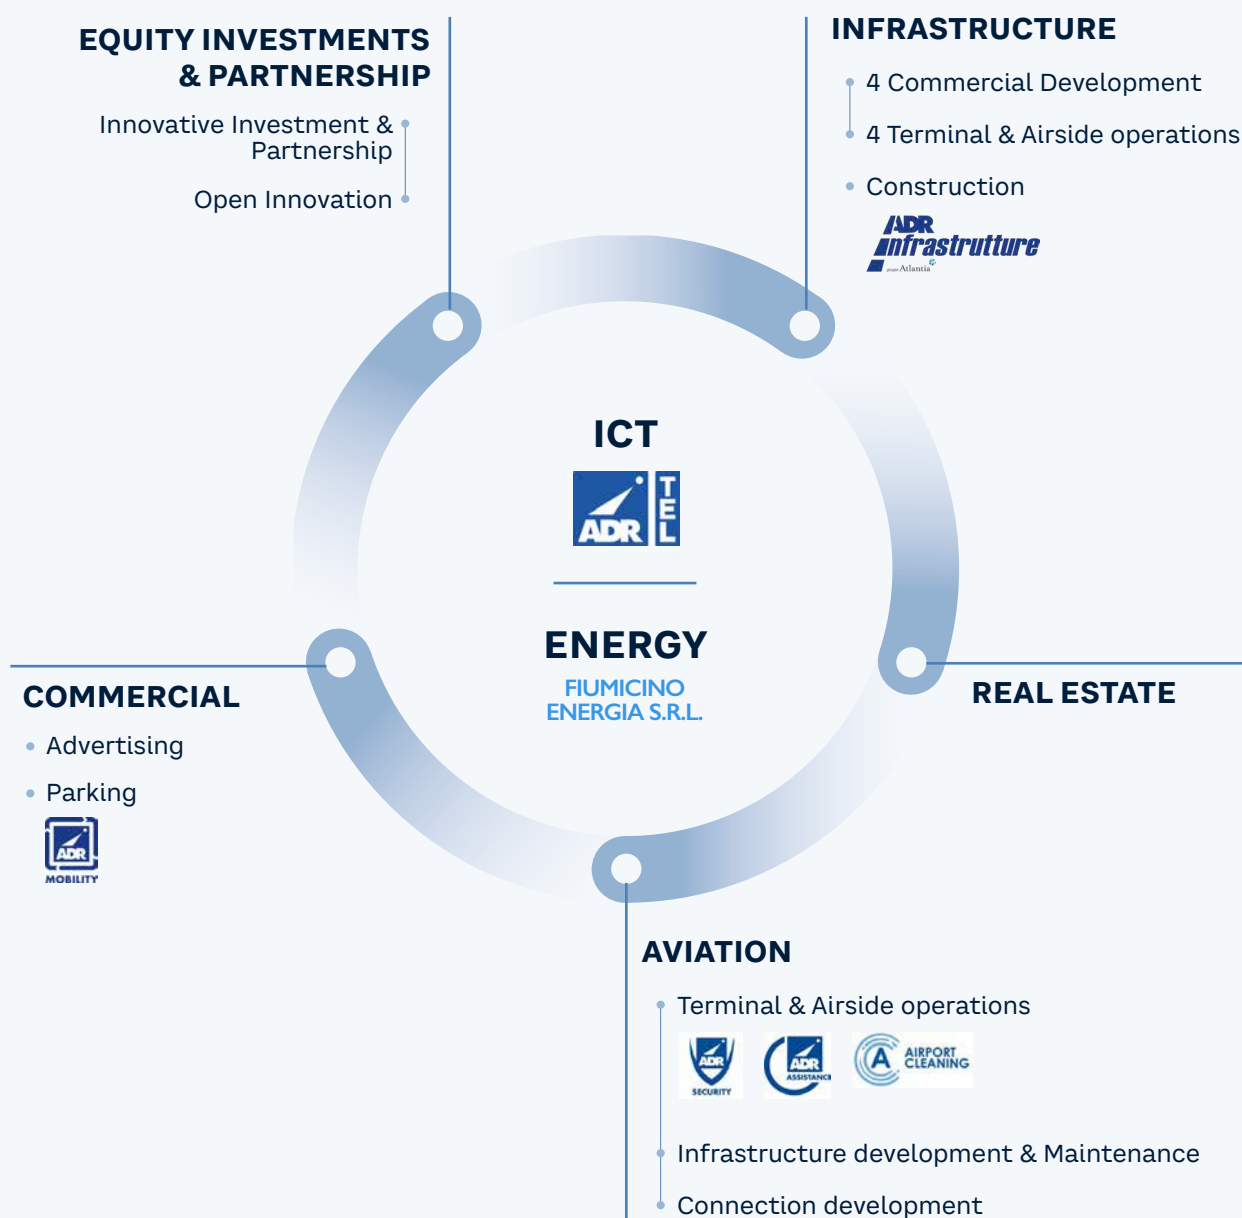 EQUITY INVESTMENTS
& PARTNERSHIP
Innovative Investment &
Partnership
Open Innovation
INFRASTRUCTURE
4 Commercial Development
4 Terminal & Airside operations
Construction
ADR
Infrastrutture
gruppo Atlantia
ICT
ADR TEL
ENERGY
FIUMICINO
ENERGIA S.R.L.
COMMERCIAL
Advertising
Parking
ADR
MOBILITY
REAL ESTATE
AVIATION
Terminal & Airside operations
ADR
SECURITY
ADR
ASSISTANCE
A
AIRPORT
CLEANING
Infrastructure development & Maintenance
Connection development